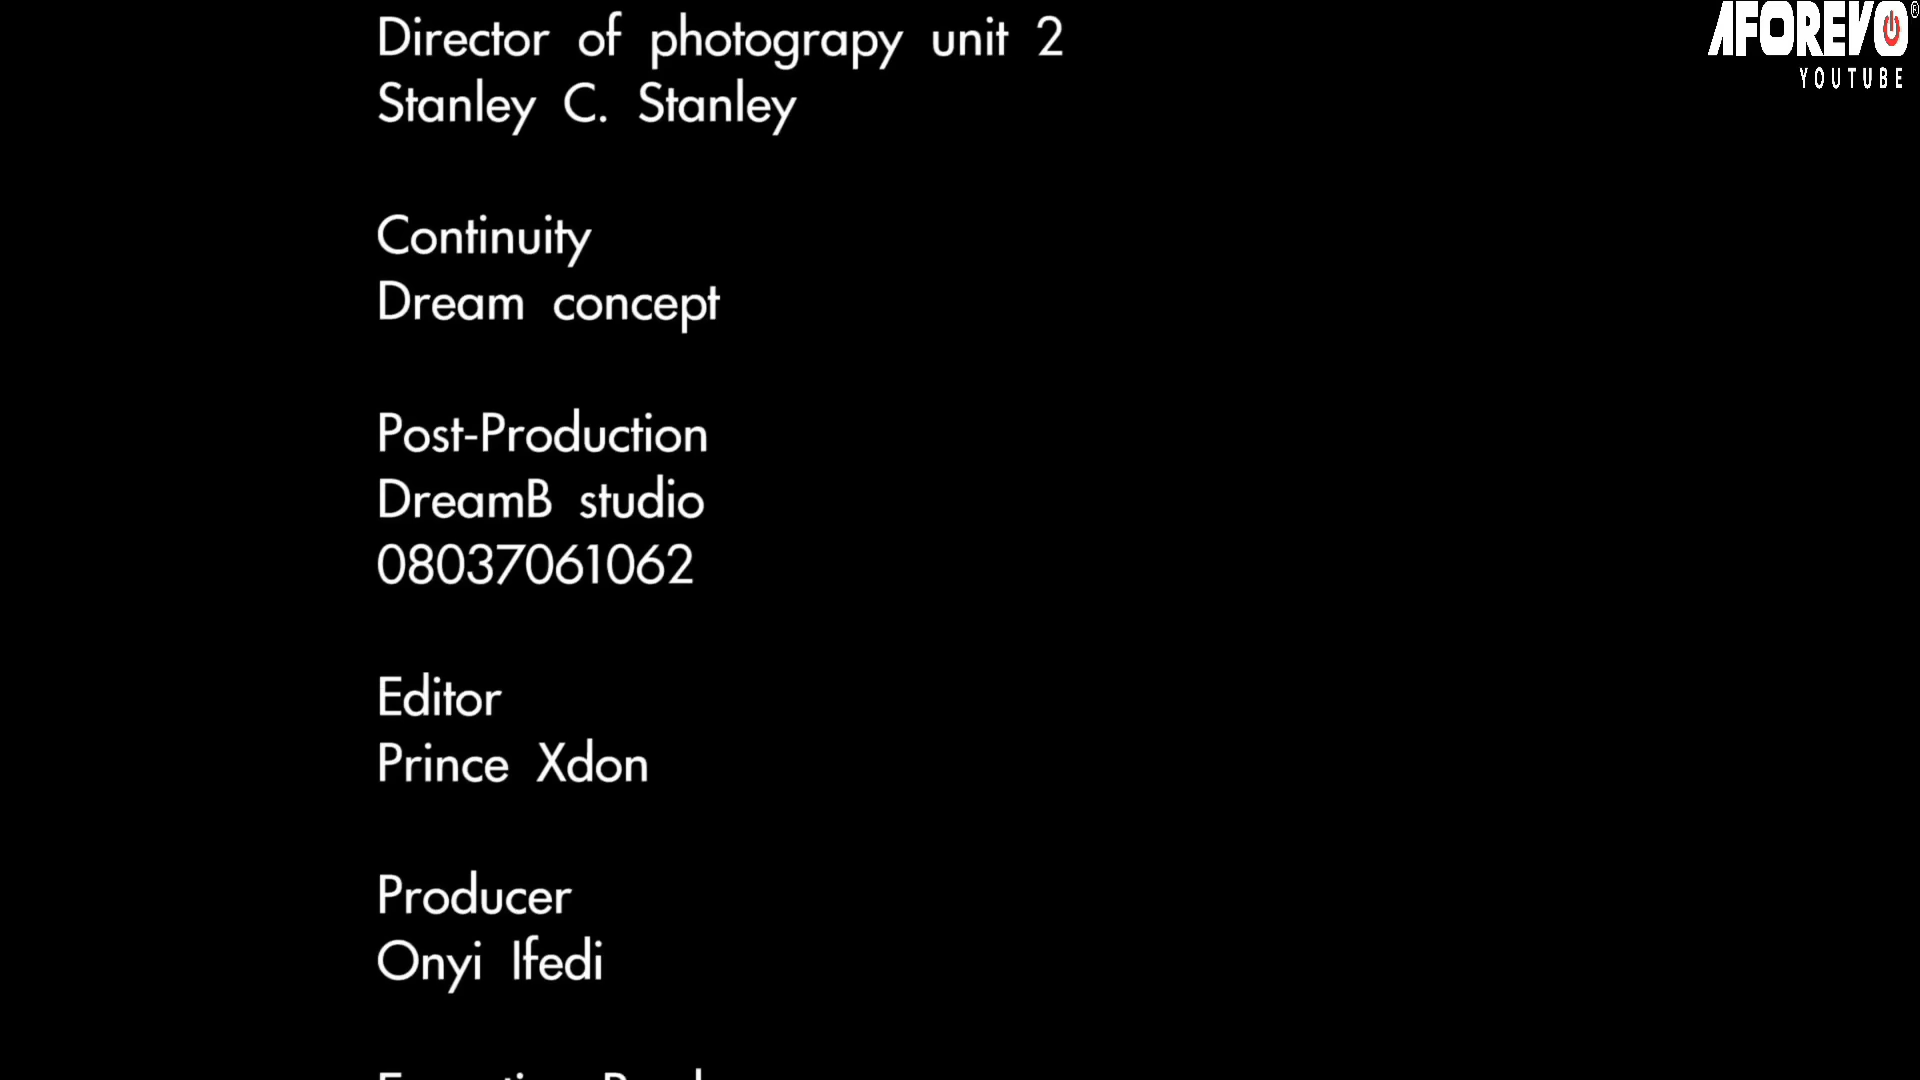 Director of photograpy unit 2
Stanley C. Stanley
Continuity
Dream concept
Post-Production
DreamB studio
08037061062
Editor
Prince Xdon
Producer
Onyi Ifedi
AFOREVO®
YOUTUBE